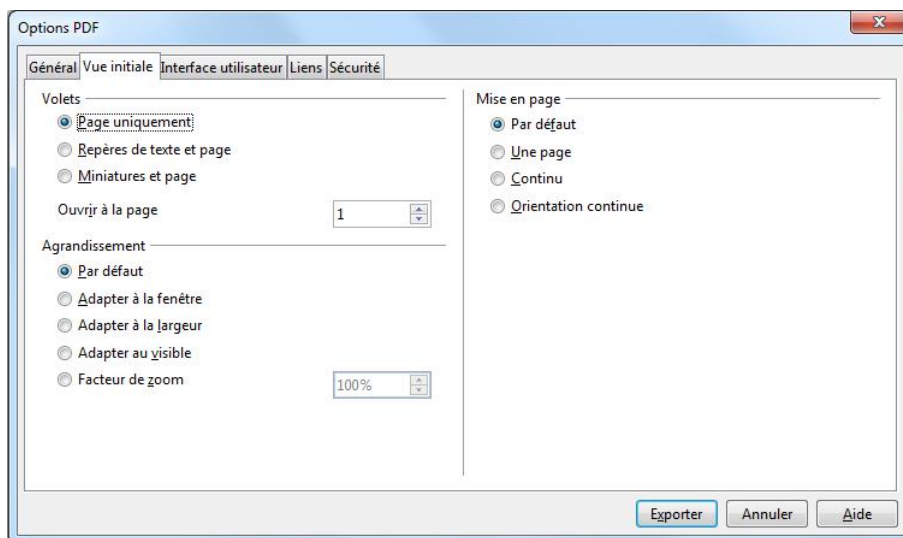 Options PDF
Général Vue initiale Interface utilisateur Liens Sécurité
Volets
Page uniquement
Repères de texte et page
Miniatures et page
Ouvrir à la page 1
Agrandissement
Par défaut
Adapter à la fenêtre
Adapter à la largeur
Adapter au visible
Facteur de zoom 100%
Mise en page
Par défaut
Une page
Continu
Orientation continue
Exporter Annuler Aide